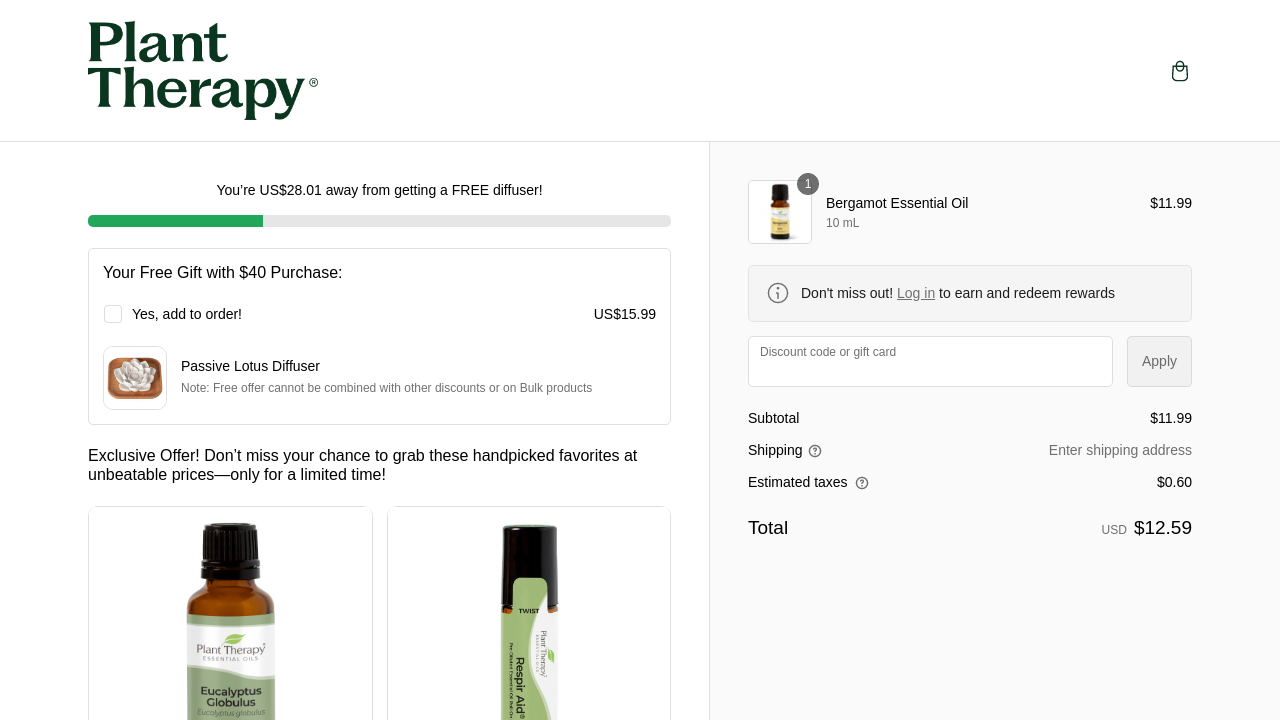 Plant
Therapy®
You're US$28.01 away from getting a FREE diffuser!
Your Free Gift with $40 Purchase:
Yes, add to order!
US$15.99
Passive Lotus Diffuser
Note: Free offer cannot be combined with other discounts or on Bulk products
Exclusive Offer! Don't miss your chance to grab these handpicked favorites at
unbeatable prices—only for a limited time!
Plant Therapy
ESSENTIAL OILS
Eucalyptus
Globulus
Eucalyptus globulus
TWIST
Plant Therapy
ESSENTIAL OILS
Respir Aid®
1
Bergamot Essential Oil
$11.99
10 mL
Don't miss out! Log in to earn and redeem rewards
Discount code or gift card
Apply
Subtotal
$11.99
Shipping
Enter shipping address
Estimated taxes
$0.60
Total
USD $12.59